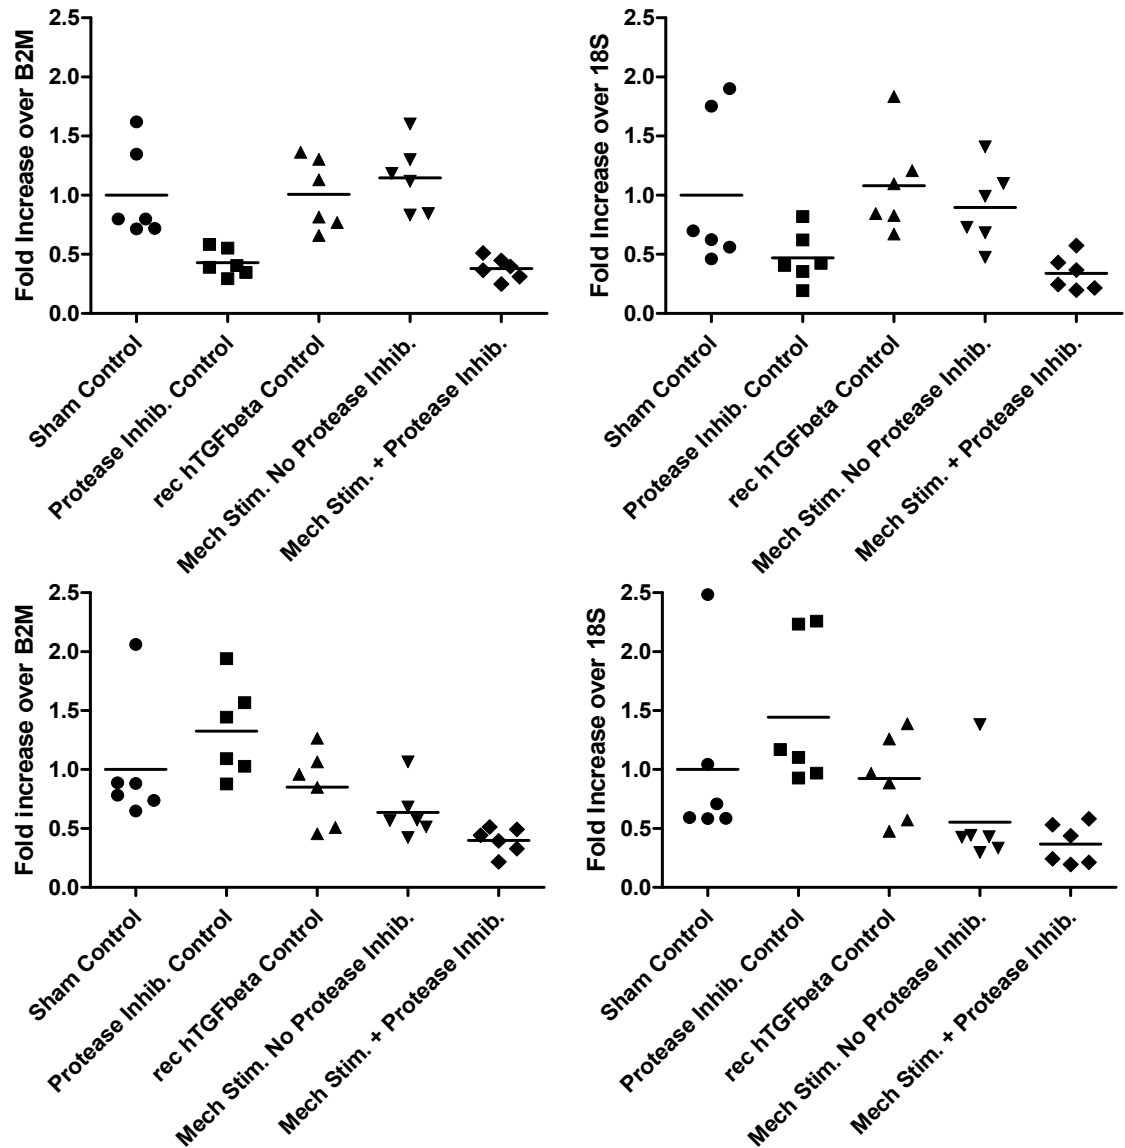 Fold Increase over B2M
2.5
2.0
1.5
1.0
0.5
0.0
Sham Control
Protease Inhib. Control
rec hTGFbeta Control
Mech Stim. No Protease Inhib.
Mech Stim. + Protease Inhib.
Fold Increase over 18S
2.5
2.0
1.5
1.0
0.5
0.0
Sham Control
Protease Inhib. Control
rec hTGFbeta Control
Mech Stim. No Protease Inhib.
Mech Stim. + Protease Inhib.
Fold increase over B2M
2.5
2.0
1.5
1.0
0.5
0.0
Sham Control
Protease Inhib. Control
rec hTGFbeta Control
Mech Stim. No Protease Inhib.
Mech Stim. + Protease Inhib.
Fold Increase over 18S
2.5
2.0
1.5
1.0
0.5
0.0
Sham Control
Protease Inhib. Control
rec hTGFbeta Control
Mech Stim. No Protease Inhib.
Mech Stim. + Protease Inhib.